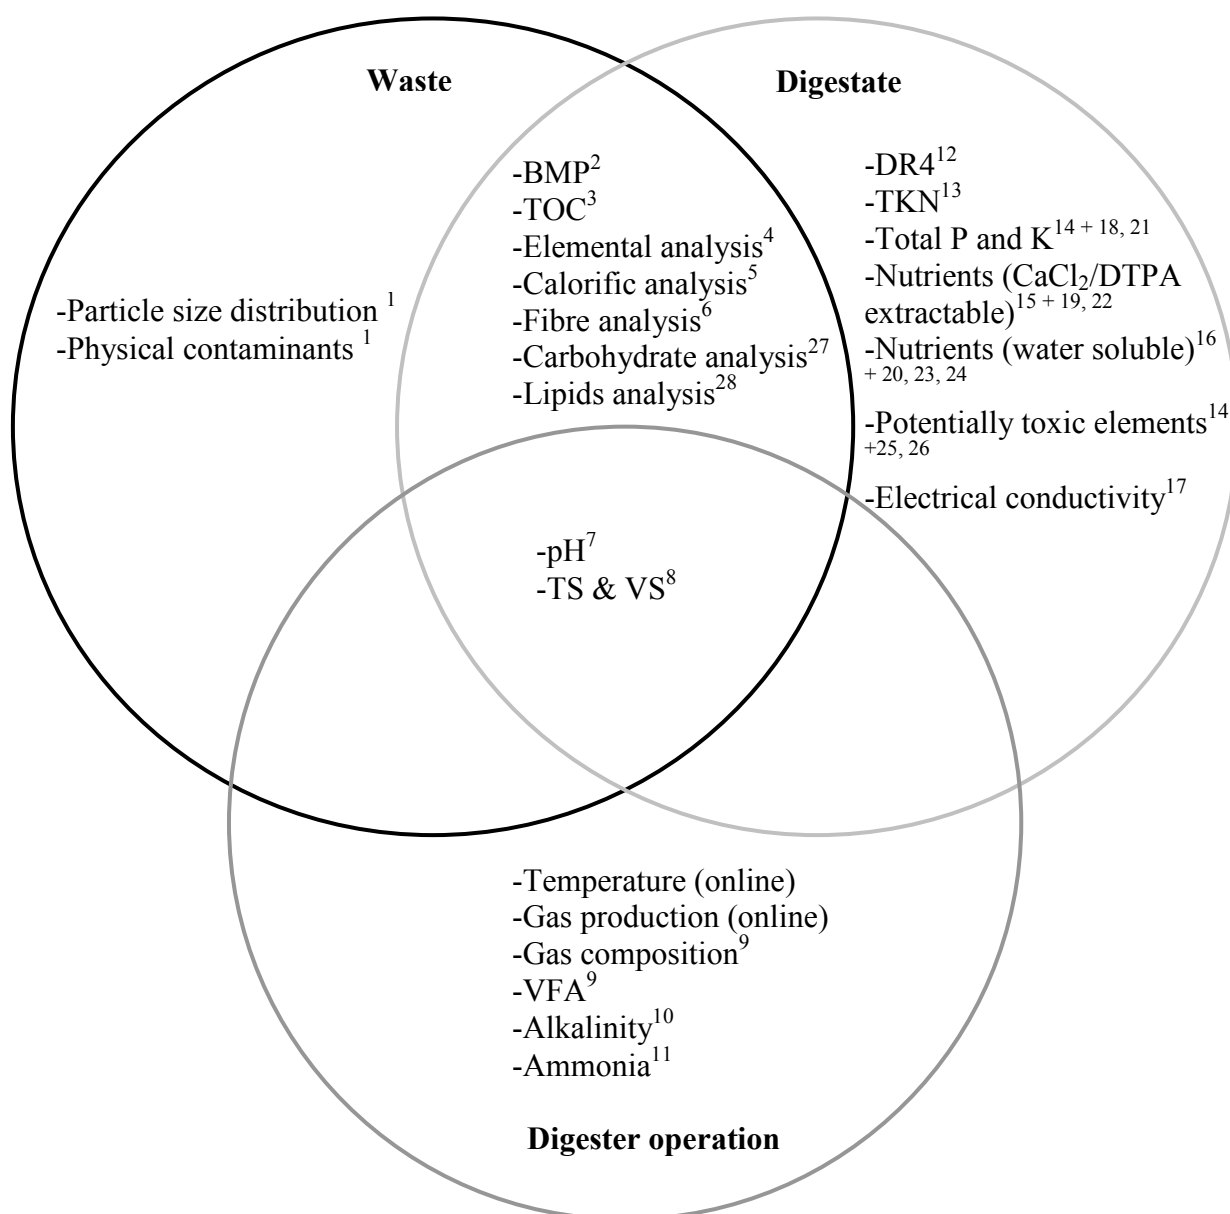 Waste
-Particle size distribution ¹
-Physical contaminants ¹
Digestate
-BMP²
-TOC³
-Elemental analysis⁴
-Calorific analysis⁵
-Fibre analysis⁶
-Carbohydrate analysis²⁷
-Lipids analysis²⁸
-DR4¹²
-TKN¹³
-Total P and K¹⁴ ⁺ ¹⁸, ²¹
-Nutrients (CaCl₂/DTPA
extractable)¹⁵ ⁺ ¹⁹, ²²
-Nutrients (water soluble)¹⁶
⁺ ²⁰, ²³, ²⁴
-Potentially toxic elements¹⁴
⁺²⁵, ²⁶
-Electrical conductivity¹⁷
-pH⁷
-TS & VS⁸
-Temperature (online)
-Gas production (online)
-Gas composition⁹
-VFA⁹
-Alkalinity¹⁰
-Ammonia¹¹
Digester operation